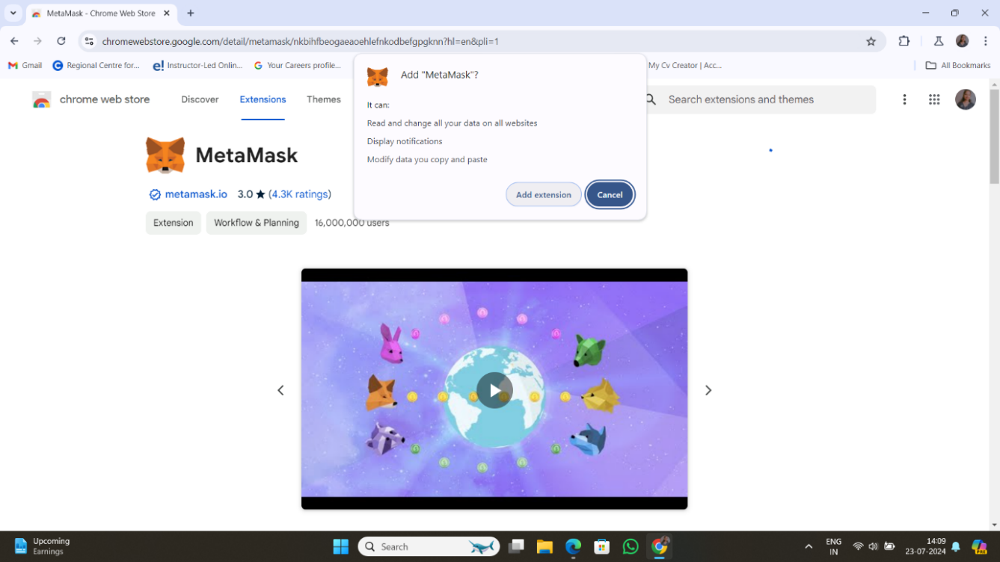 MetaMask - Chrome Web Store
chromewebstore.google.com/detail/metamask/nkbihfbeogaeaoehlefnkodbefgpgknn?hl=en&pli=1
Gmail
Regional Centre for...
Instructor-Led Onlin...
Your Careers profile...
My Cv Creator | Acc...
All Bookmarks
Add "MetaMask"?
It can:
Read and change all your data on all websites
Display notifications
Modify data you copy and paste
Add extension
Cancel
chrome web store
Discover
Extensions
Themes
Search extensions and themes
MetaMask
metamask.io
3.0 ★ (4.3K ratings)
Extension
Workflow & Planning
16,000,000 users
Upcoming
Earnings
Search
ENG
IN
14:09
23-07-2024
PRE